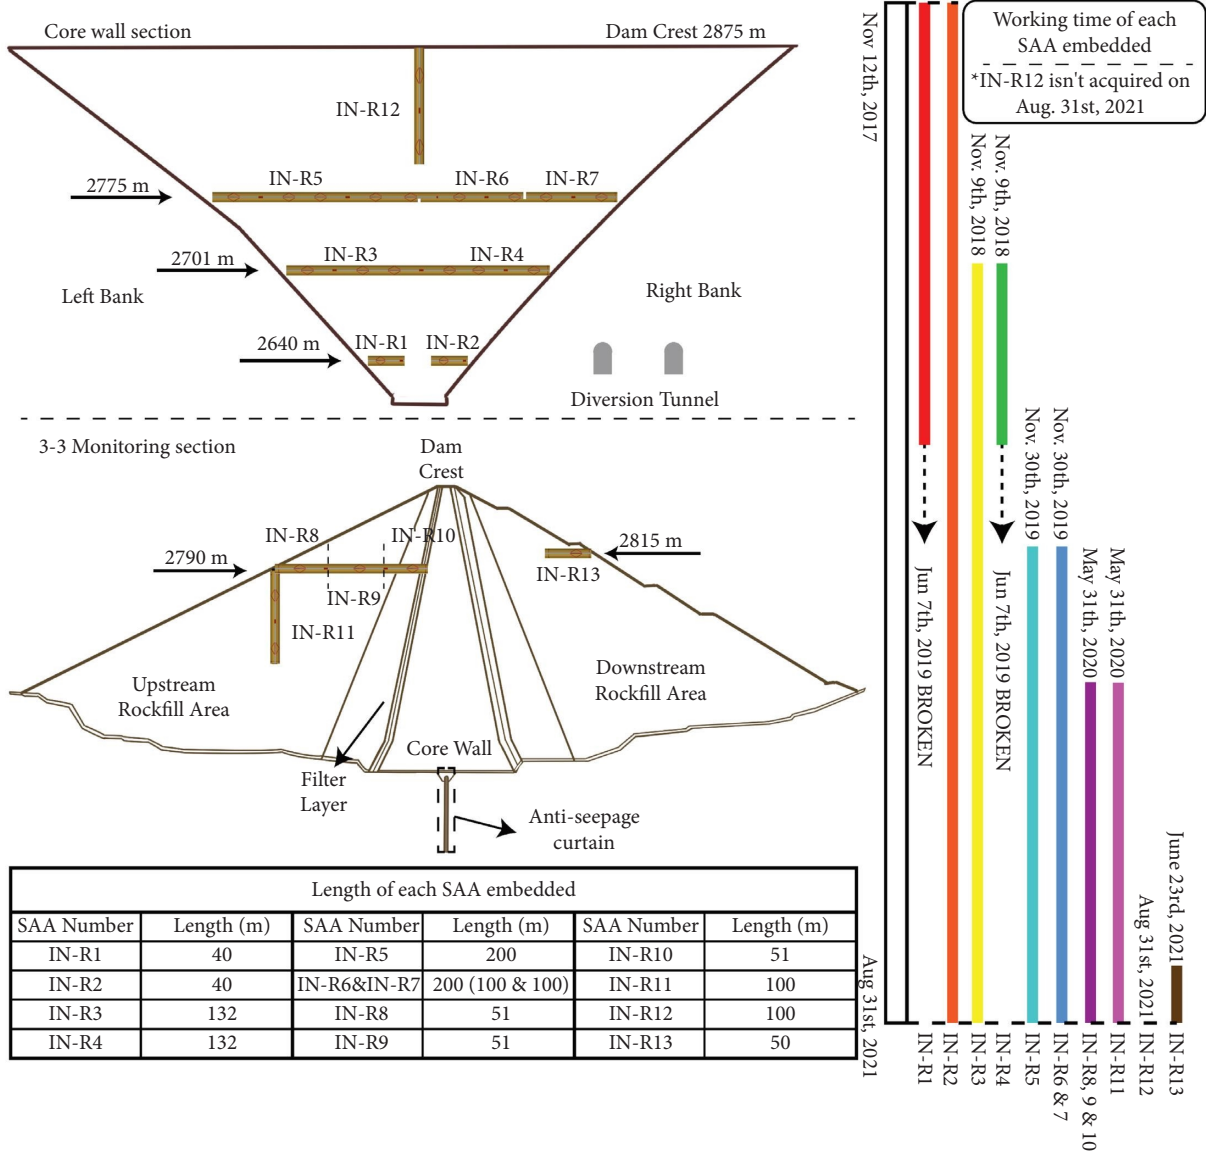 Core wall section
Dam Crest 2875 m
IN-R12
2775 m
IN-R5
IN-R6
IN-R7
2701 m
IN-R3
IN-R4
Left Bank
Right Bank
2640 m
IN-R1
IN-R2
Diversion Tunnel
3-3 Monitoring section
Dam
Crest
IN-R8
IN-R10
2790 m
IN-R9
IN-R11
2815 m
IN-R13
Upstream
Rockfill Area
Downstream
Rockfill Area
Core Wall
Filter
Layer
Anti-seepage
curtain
Length of each SAA embedded
SAA Number Length (m) SAA Number Length (m) SAA Number Length (m)
IN-R1 40 IN-R5 200 IN-R10 51
IN-R2 40 IN-R6&IN-R7 200 (100 & 100) IN-R11 100
IN-R3 132 IN-R8 51 IN-R12 100
IN-R4 132 IN-R9 51 IN-R13 50
Working time of each
SAA embedded
*IN-R12 isn't acquired on
Aug. 31st, 2021
Nov 12th, 2017
Aug 31st, 2021
Jun 7th, 2019 BROKEN
Nov. 9th, 2018
Nov. 9th, 2018
Jun 7th, 2019 BROKEN
Nov. 30th, 2019
Nov. 30th, 2019
May 31th, 2020
May 31th, 2020
Aug 31st, 2021
June 23rd, 2021
IN-R1
IN-R2
IN-R3
IN-R4
IN-R5
IN-R6 & 7
IN-R8, 9 & 10
IN-R11
IN-R12
IN-R13